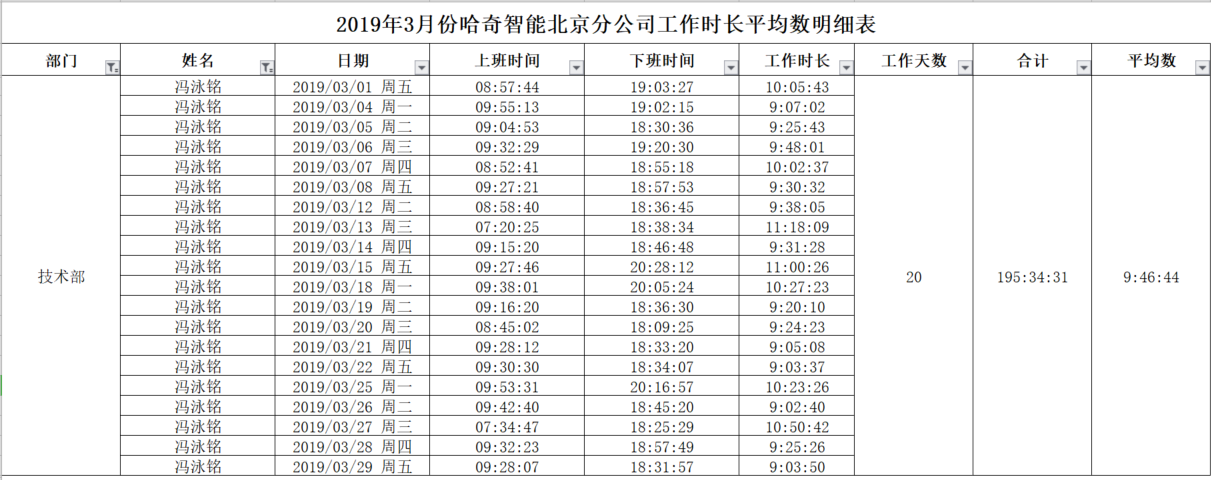 2019年3月份哈奇智能北京分公司工作时长平均数明细表
部门 姓名 日期 上班时间 下班时间 工作时长 工作天数 合计 平均数
冯泳铭 2019/03/01 周五 08:57:44 19:03:27 10:05:43
冯泳铭 2019/03/04 周一 09:55:13 19:02:15 9:07:02
冯泳铭 2019/03/05 周二 09:04:53 18:30:36 9:25:43
冯泳铭 2019/03/06 周三 09:32:29 19:20:30 9:48:01
冯泳铭 2019/03/07 周四 08:52:41 18:55:18 10:02:37
冯泳铭 2019/03/08 周五 09:27:21 18:57:53 9:30:32
冯泳铭 2019/03/12 周二 08:58:40 18:36:45 9:38:05
冯泳铭 2019/03/13 周三 07:20:25 18:38:34 11:18:09
冯泳铭 2019/03/14 周四 09:15:20 18:46:48 9:31:28
冯泳铭 2019/03/15 周五 09:27:46 20:28:12 11:00:26
技术部 20 195:34:31 9:46:44
冯泳铭 2019/03/18 周一 09:38:01 20:05:24 10:27:23
冯泳铭 2019/03/19 周二 09:16:20 18:36:30 9:20:10
冯泳铭 2019/03/20 周三 08:45:02 18:09:25 9:24:23
冯泳铭 2019/03/21 周四 09:28:12 18:33:20 9:05:08
冯泳铭 2019/03/22 周五 09:30:30 18:34:07 9:03:37
冯泳铭 2019/03/25 周一 09:53:31 20:16:57 10:23:26
冯泳铭 2019/03/26 周二 09:42:40 18:45:20 9:02:40
冯泳铭 2019/03/27 周三 07:34:47 18:25:29 10:50:42
冯泳铭 2019/03/28 周四 09:32:23 18:57:49 9:25:26
冯泳铭 2019/03/29 周五 09:28:07 18:31:57 9:03:50